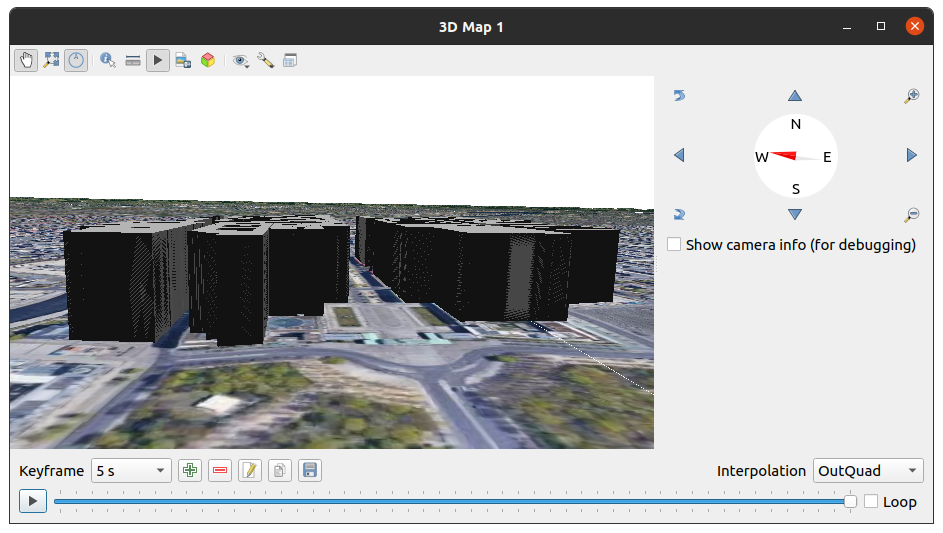 3D Map 1
N
W E
S
Show camera info (for debugging)
Keyframe 5 s Interpolation OutQuad
Loop